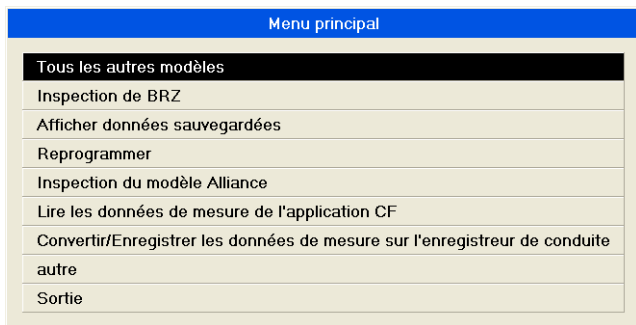 Menu principal
Tous les autres modèles
Inspection de BRZ
Afficher données sauvegardées
Reprogrammer
Inspection du modèle Alliance
Lire les données de mesure de l'application CF
Convertir/Enregistrer les données de mesure sur l'enregistreur de conduite
autre
Sortie